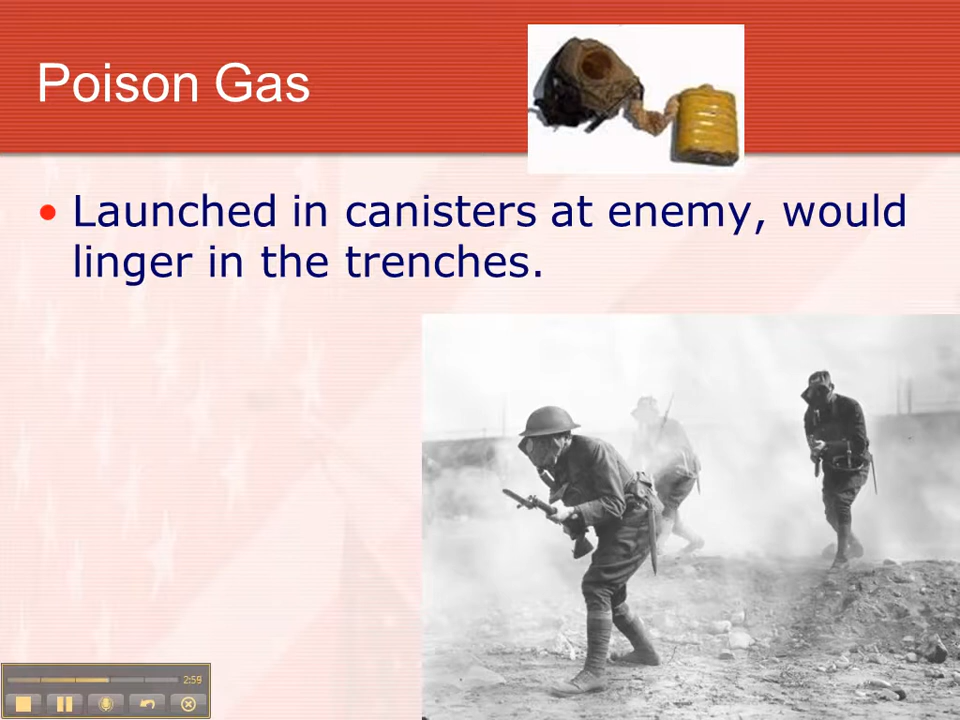 Poison Gas
• Launched in canisters at enemy, would
linger in the trenches.
2:59